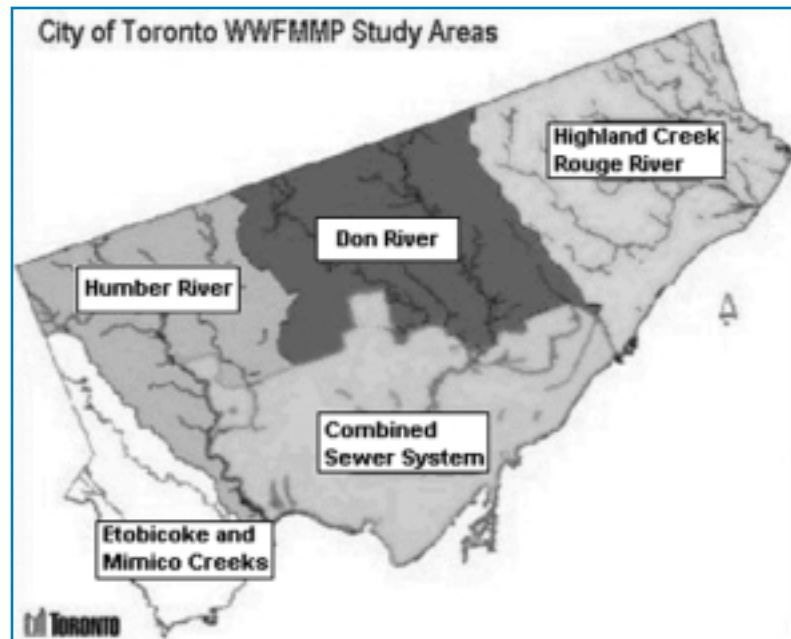 City of Toronto WWFMMP Study Areas
Highland Creek
Rouge River
Don River
Humber River
Combined
Sewer System
Etobicoke and
Mimico Creeks
TORONTO